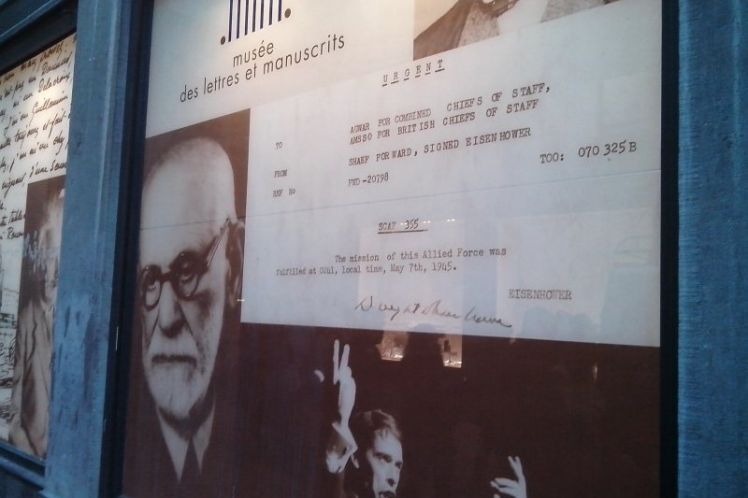 musée
des lettres et manuscrits
URGENT
TO AGWAR FOR COMBINED CHIEFS OF STAFF,
AMSSO FOR BRITISH CHIEFS OF STAFF
FROM SHAEF FORWARD, SIGNED EISENHOWER
REF No FWD-20798 TOO: 070325B
SCAF 355
The mission of this Allied Force was
fulfilled at 0241, local time, May 7th, 1945.
EISENHOWER
Dwight Eisenhower